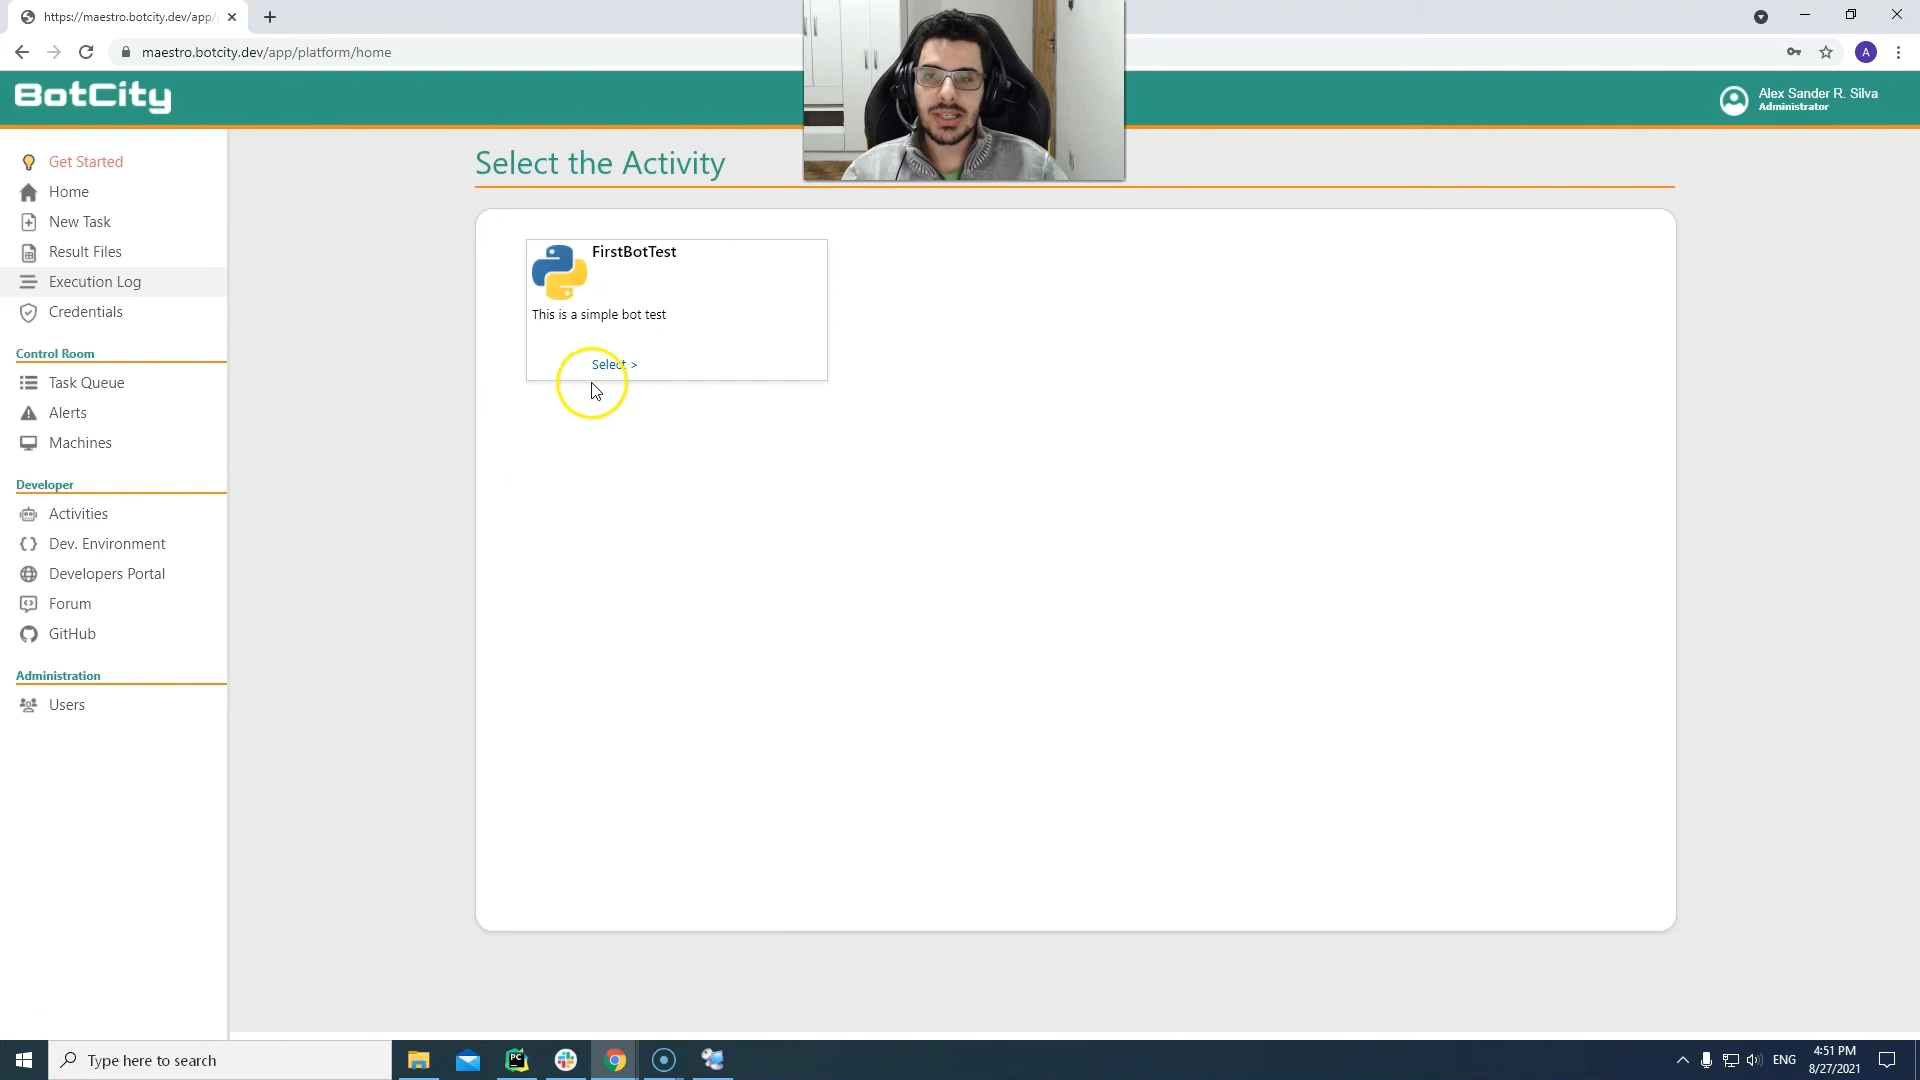 https://maestro.botcity.dev/app/
maestro.botcity.dev/app/platform/home
A
BotCity
Alex Sander R. Silva
Administrator
Get Started
Home
New Task
Result Files
Execution Log
Credentials
Control Room
Task Queue
Alerts
Machines
Developer
Activities
Dev. Environment
Developers Portal
Forum
GitHub
Administration
Users
Select the Activity
FirstBotTest
This is a simple bot test
Select >
Type here to search
PC
ENG
4:51 PM
8/27/2021